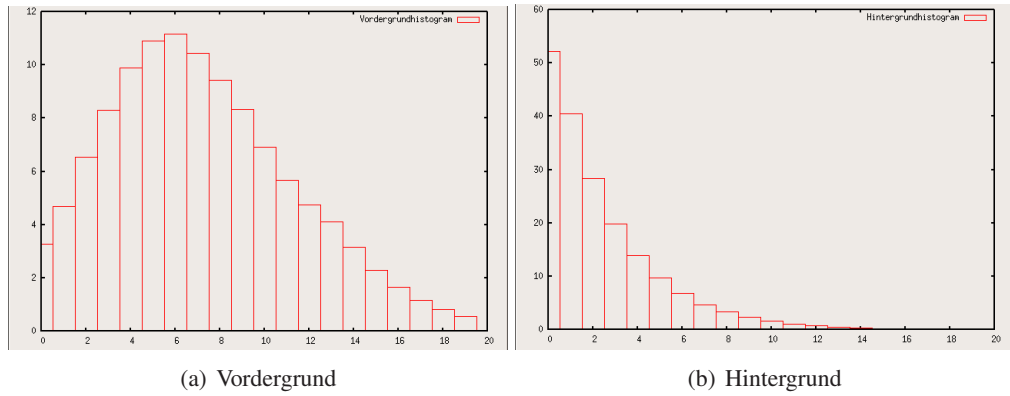 12
10
8
6
4
2
0
0 2 4 6 8 10 12 14 16 18 20
Vordergrundhistogram
(a) Vordergrund
60
50
40
30
20
10
0
0 2 4 6 8 10 12 14 16 18 20
Hintergrundhistogram
(b) Hintergrund